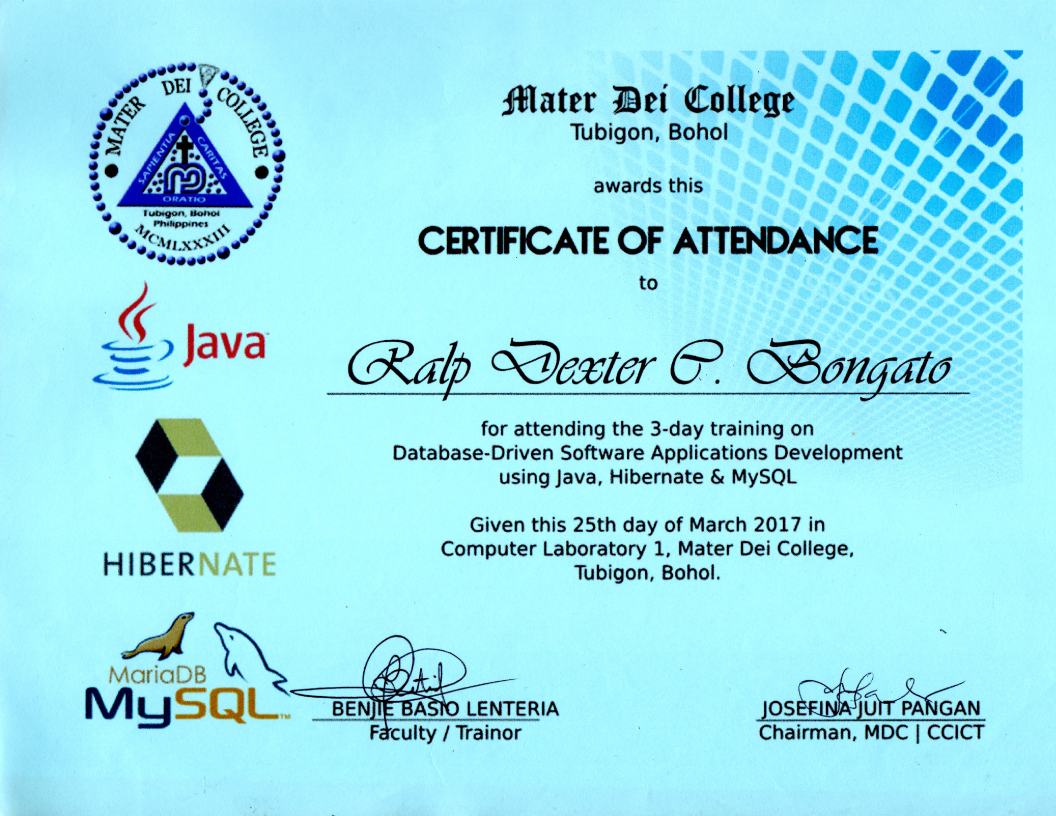 MATER DEI COLLEGE
SAPIENTIA
CARITAS
ORATIO
Tubigon, Bohol
Philippines
MCMLXXXIII
Mater Dei College
Tubigon, Bohol
awards this
CERTIFICATE OF ATTENDANCE
to
Ralp Dexter C. Bongato
for attending the 3-day training on
Database-Driven Software Applications Development
using Java, Hibernate & MySQL
Given this 25th day of March 2017 in
Computer Laboratory 1, Mater Dei College,
Tubigon, Bohol.
Java
HIBERNATE
MariaDB
MySQL™
BENJIE BASIO LENTERIA
Faculty / Trainor
JOSEFINA JUIT PANGAN
Chairman, MDC | CCICT